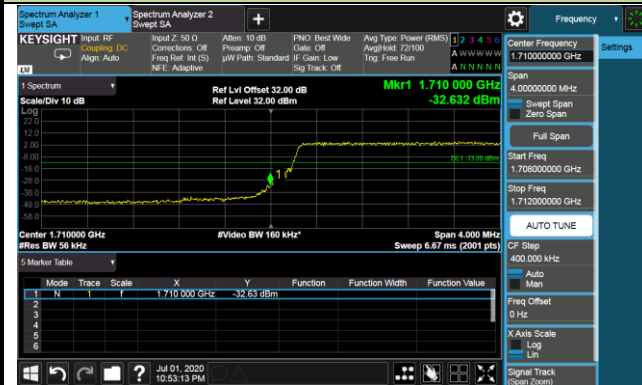 Spectrum Analyzer 1
Swept SA
Spectrum Analyzer 2
Swept SA
+
Frequency
KEYSIGHT
Input: RF
Coupling: DC
Align: Auto
Input Z: 50 Ω
Corrections: Off
Freq Ref: Int (S)
NFE: Adaptive
Atten: 10 dB
Preamp: Off
µW Path: Standard
PNO: Best Wide
Gate: Off
IF Gain: Low
Sig Track: Off
Avg Type: Power (RMS)
Avg|Hold: 72/100
Trig: Free Run
1 2 3 4 5 6
A W W W W W
A N N N N N
LM
1 Spectrum
Scale/Div 10 dB
Log
Ref Lvl Offset 32.00 dB
Ref Level 32.00 dBm
Mkr1 1.710 000 GHz
-32.632 dBm
22.0
12.0
2.00
-8.00
-18.0
-28.0
-38.0
-48.0
-58.0
DL1 -13.00 dBm
1
Center 1.710000 GHz
#Res BW 56 kHz
#Video BW 160 kHz*
Span 4.000 MHz
Sweep 6.67 ms (2001 pts)
5 Marker Table
Mode Trace Scale X Y Function Function Width Function Value
1 N 1 f 1.710 000 GHz -32.63 dBm
2
3
4
5
6
Jul 01, 2020
10:53:13 PM
?
Settings
Center Frequency
1.710000000 GHz
Span
4.00000000 MHz
Swept Span
Zero Span
Full Span
Start Freq
1.708000000 GHz
Stop Freq
1.712000000 GHz
AUTO TUNE
CF Step
400.000 kHz
Auto
Man
Freq Offset
0 Hz
X Axis Scale
Log
Lin
Signal Track
(Span Zoom)